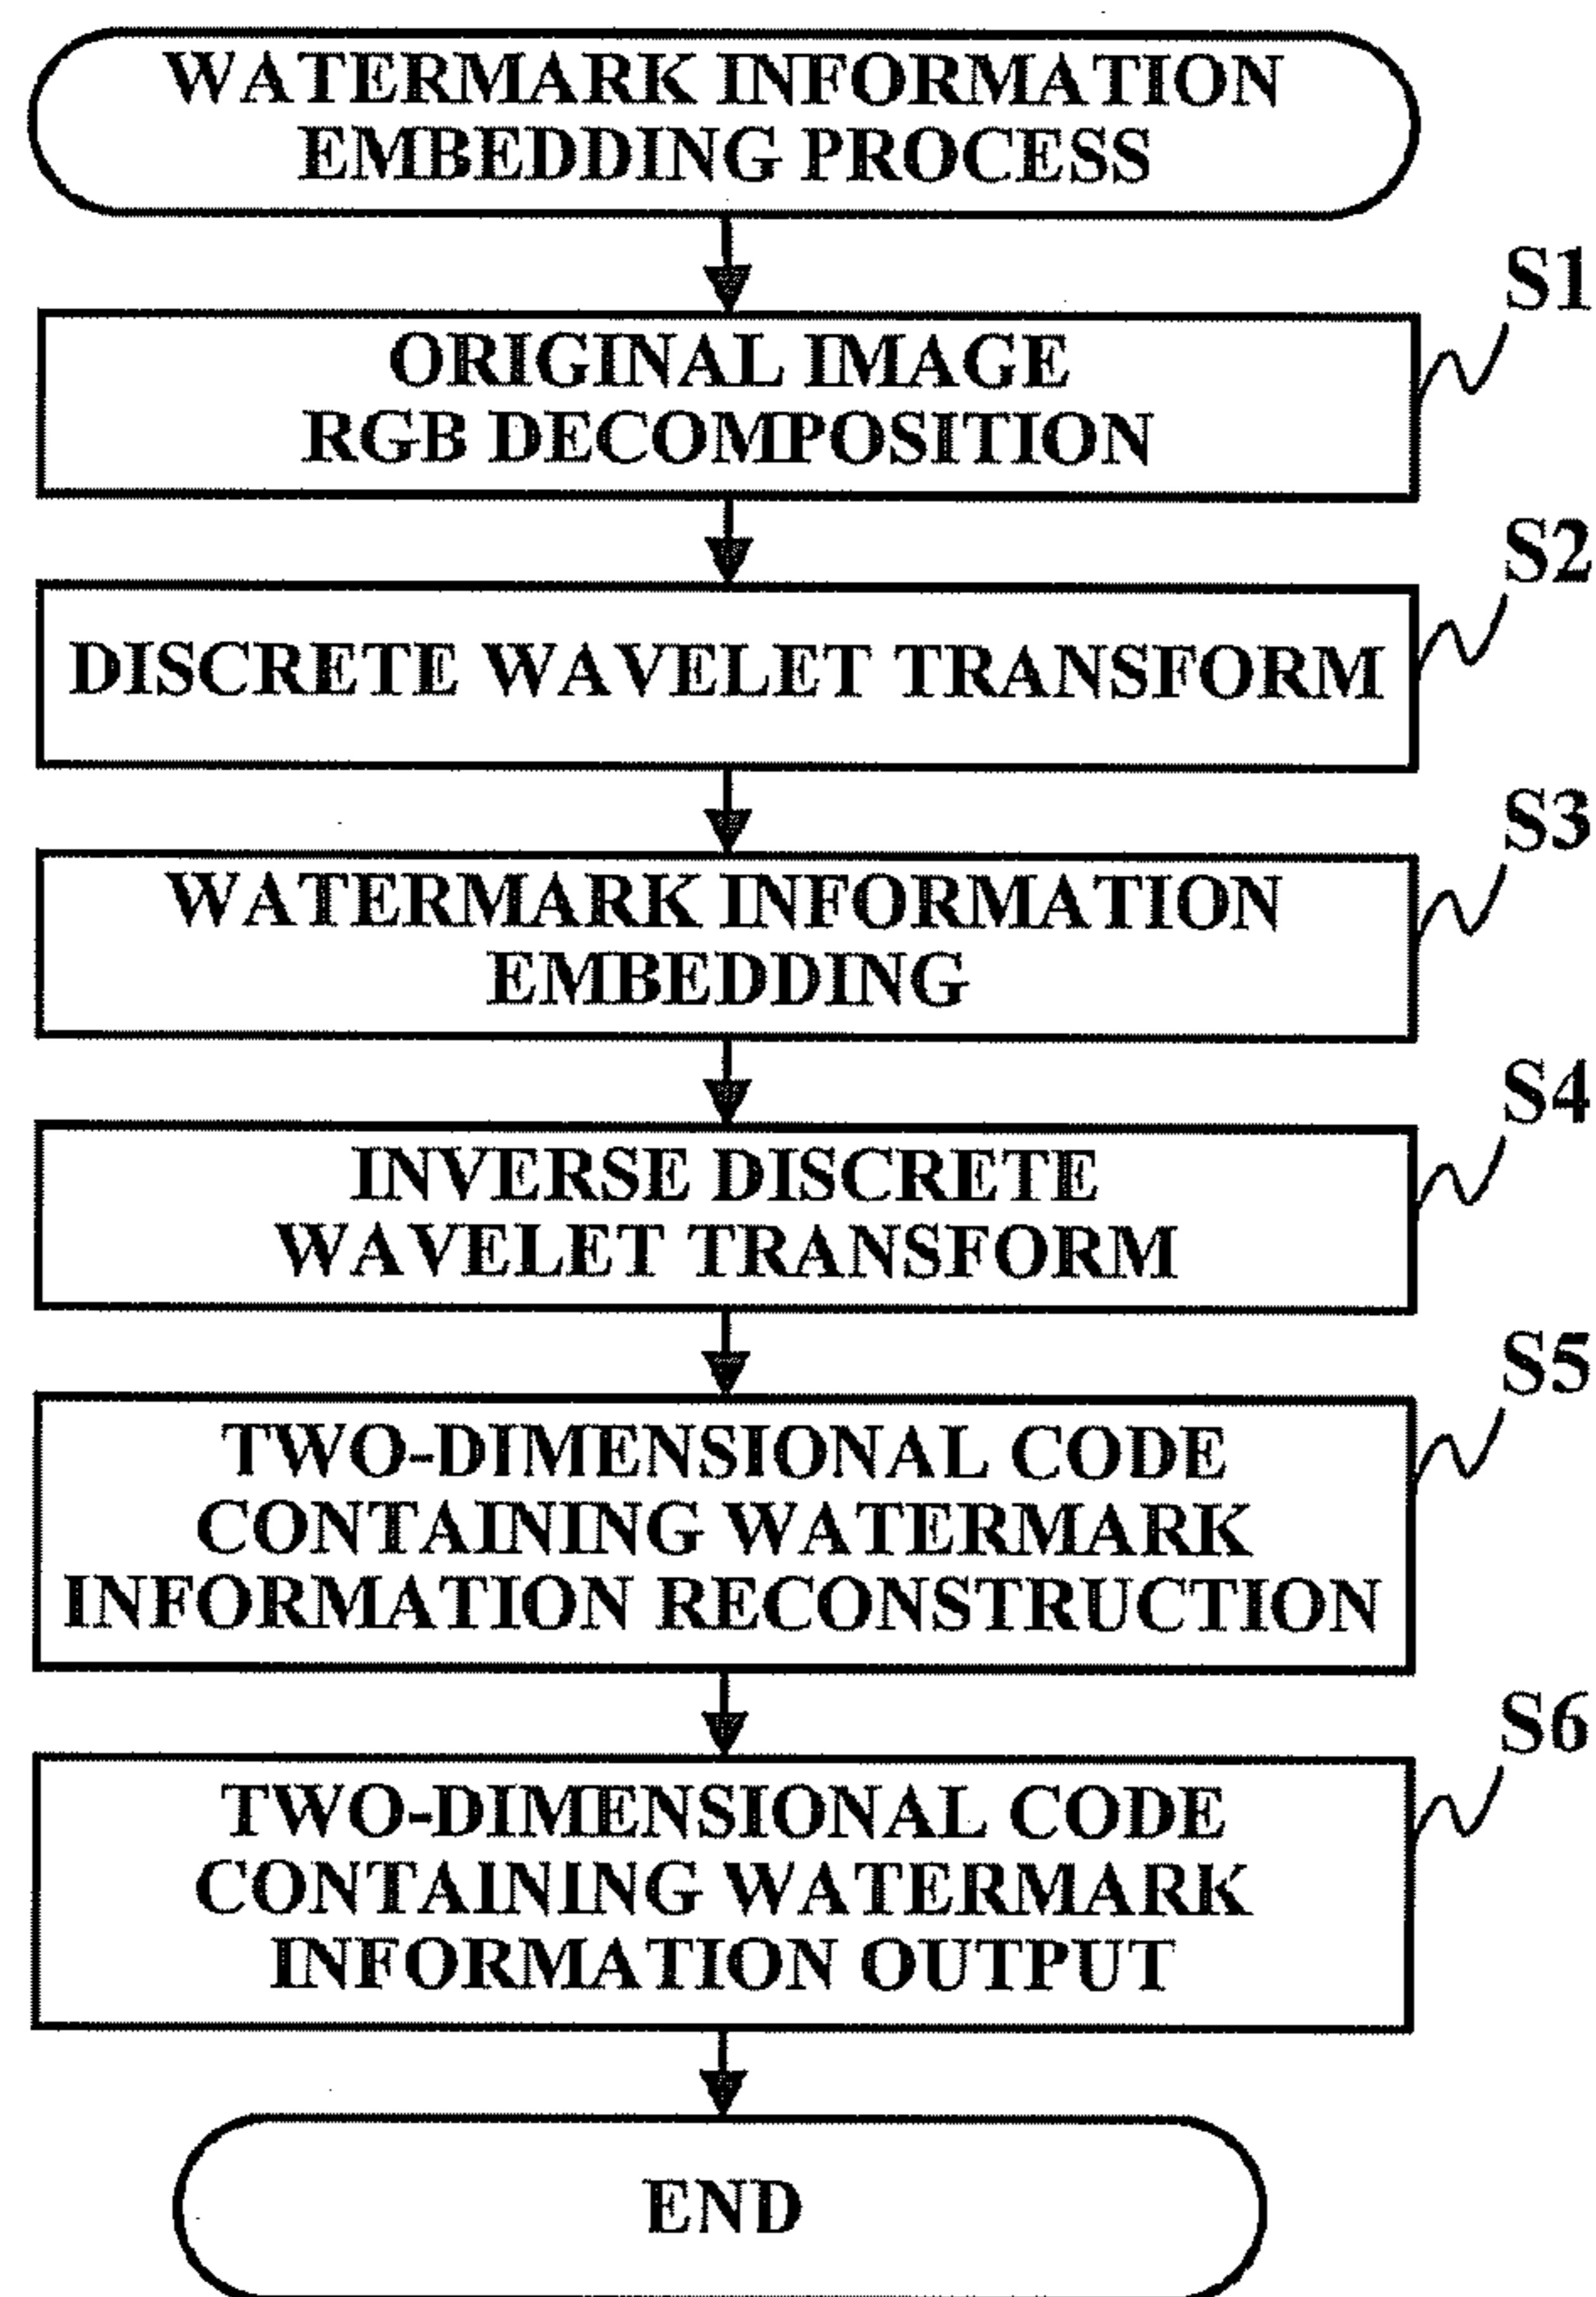 WATERMARK INFORMATION
EMBEDDING PROCESS
S1
ORIGINAL IMAGE
RGB DECOMPOSITION
S2
DISCRETE WAVELET TRANSFORM
S3
WATERMARK INFORMATION
EMBEDDING
S4
INVERSE DISCRETE
WAVELET TRANSFORM
S5
TWO-DIMENSIONAL CODE
CONTAINING WATERMARK
INFORMATION RECONSTRUCTION
S6
TWO-DIMENSIONAL CODE
CONTAINING WATERMARK
INFORMATION OUTPUT
END